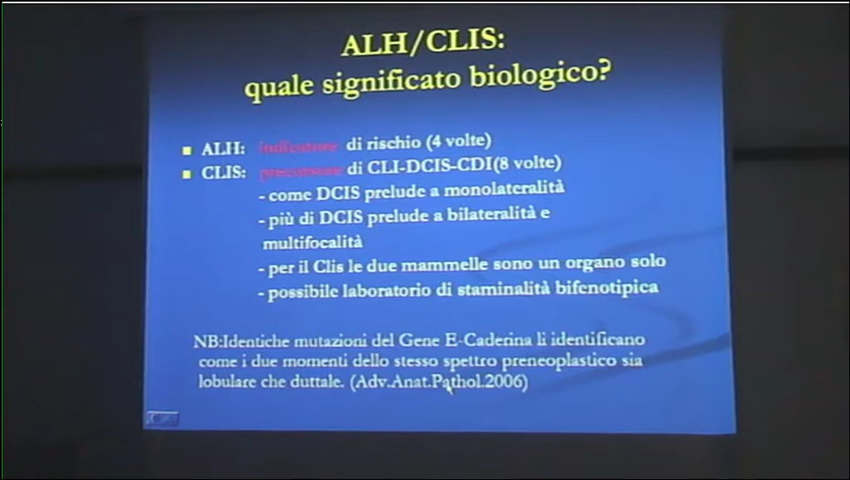 ALH/CLIS:
quale significato biologico?
ALH: indicatore di rischio (4 volte)
CLIS: precursore di CLI-DCIS-CDI(8 volte)
- come DCIS prelude a monolateralità
- più di DCIS prelude a bilateralità e
multifocalità
- per il Clis le due mammelle sono un organo solo
- possibile laboratorio di staminalità bifenotipica
NB:Identiche mutazioni del Gene E-Caderina li identificano
come i due momenti dello stesso spettro preneoplastico sia
lobulare che duttale. (Adv.Anat.Pathol.2006)